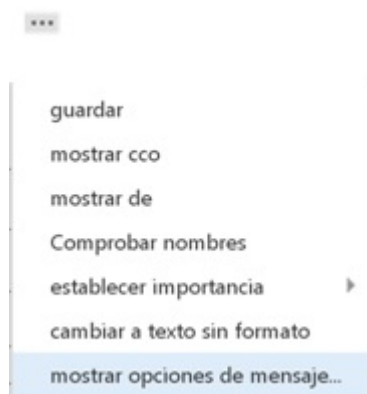 ...
guardar
mostrar cco
mostrar de
Comprobar nombres
establecer importancia
cambiar a texto sin formato
mostrar opciones de mensaje...